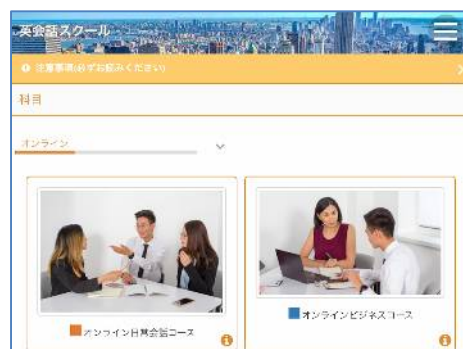 英会話スクール
注意事項(必ずお読みください)
科目
オンライン
オンライン日常会話コース
オンラインビジネスコース